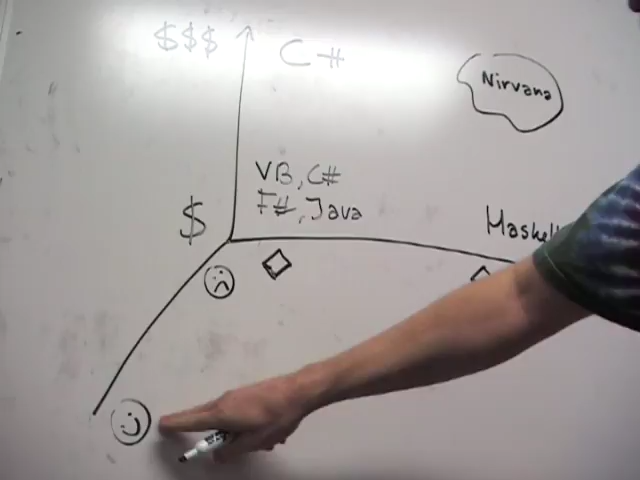 $$$
C#
Nirvana
VB, C#
F#, Java
$
Haskell